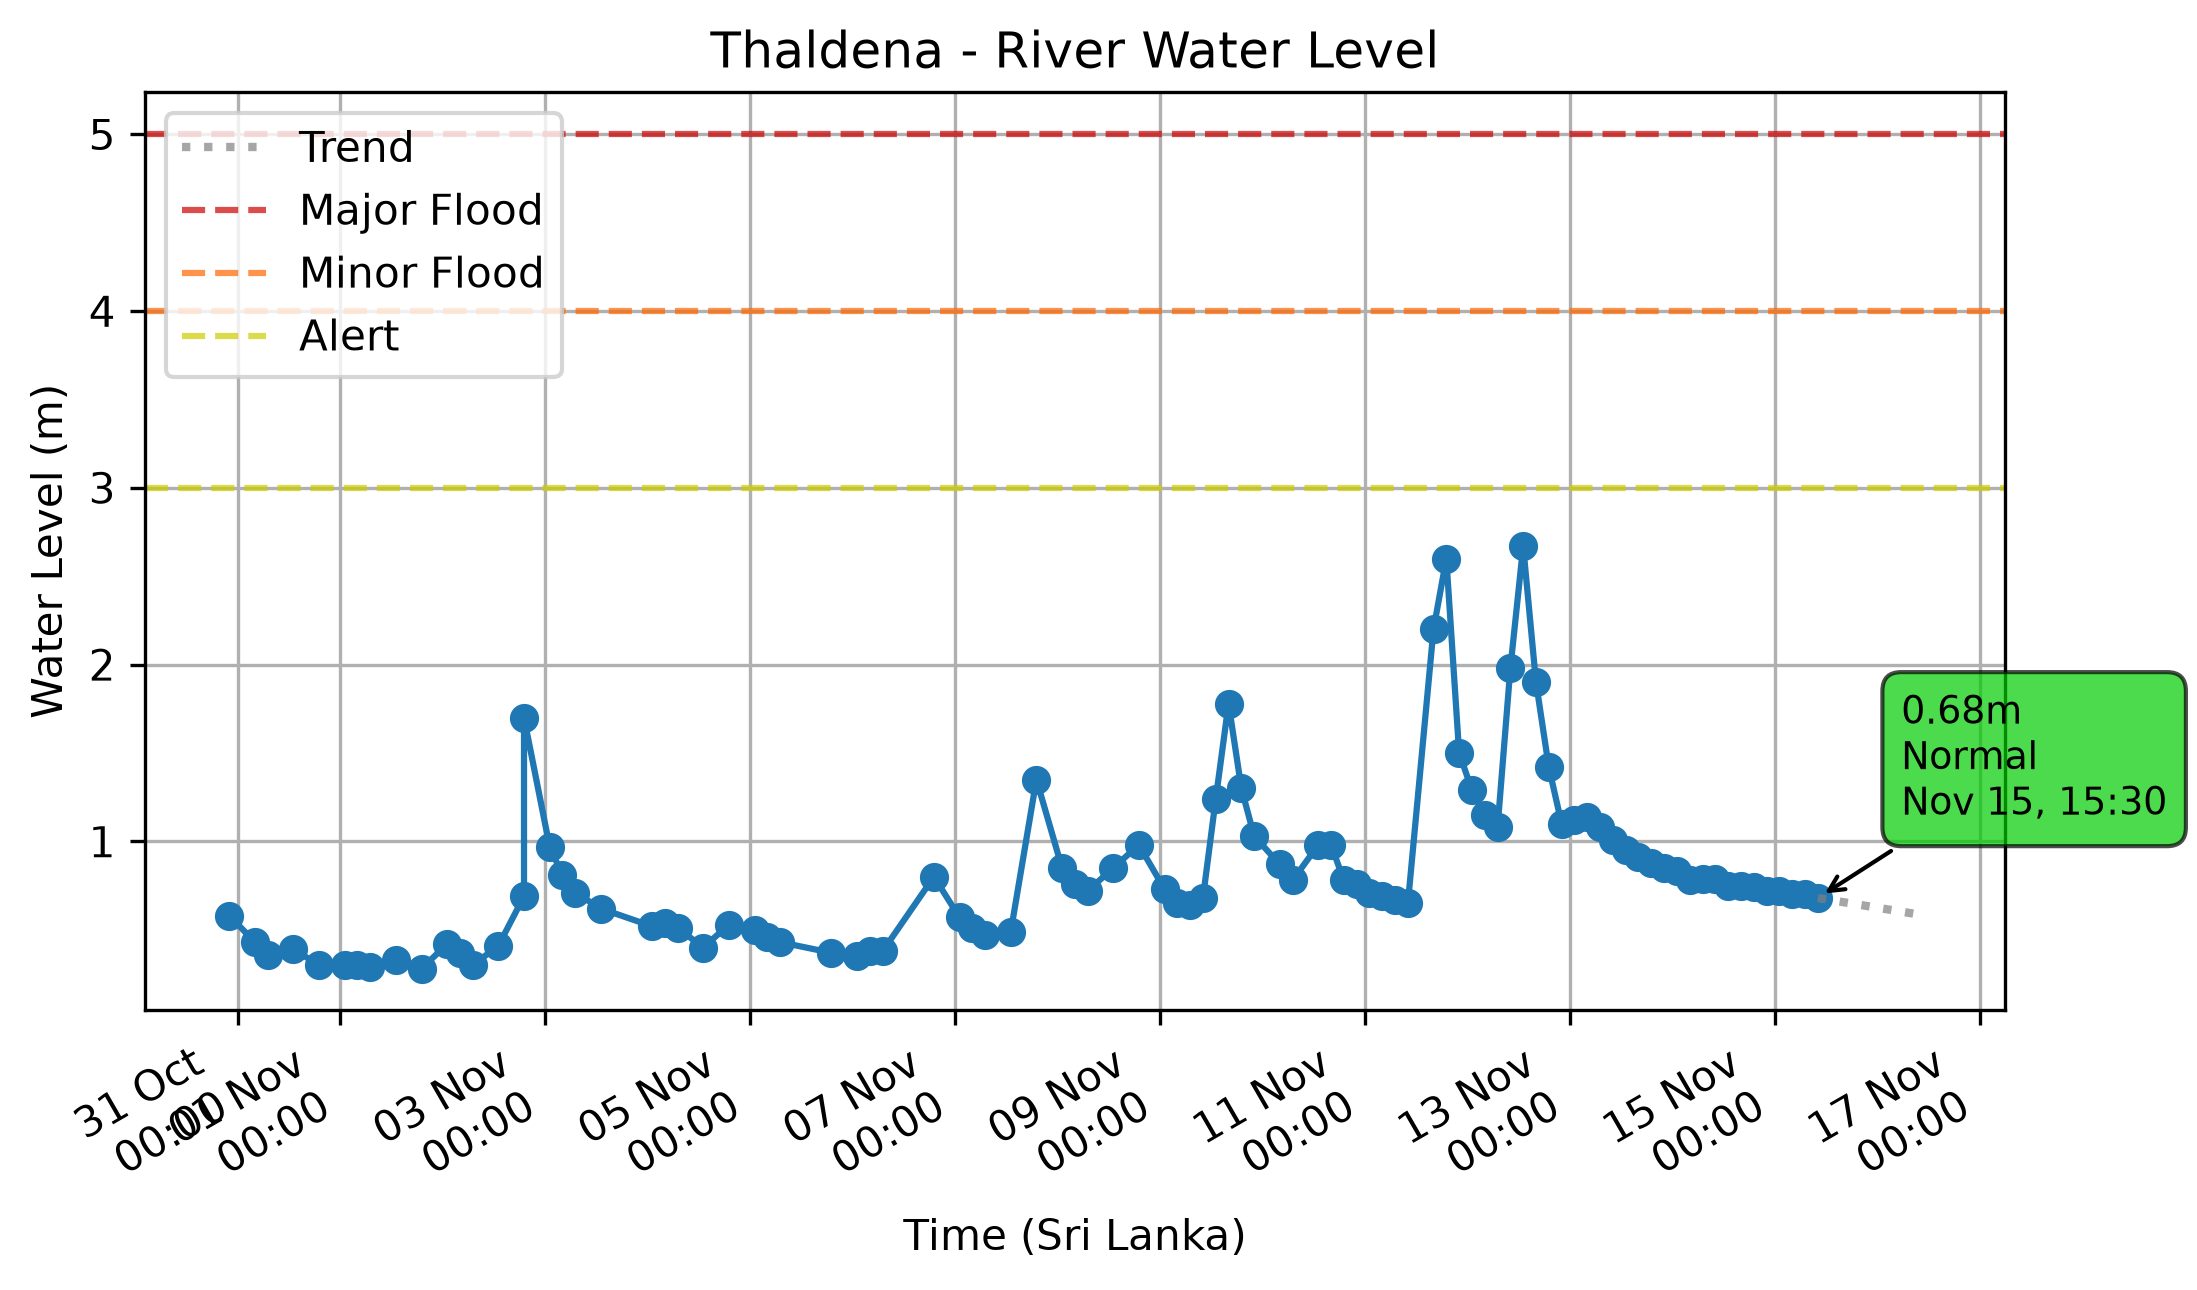 Thaldena - River Water Level
Water Level (m)
5
4
3
2
1
Trend
Major Flood
Minor Flood
Alert
0.68m
Normal
Nov 15, 15:30
31 Oct
00:00
01 Nov
00:00
03 Nov
00:00
05 Nov
00:00
07 Nov
00:00
09 Nov
00:00
11 Nov
00:00
13 Nov
00:00
15 Nov
00:00
17 Nov
00:00
Time (Sri Lanka)